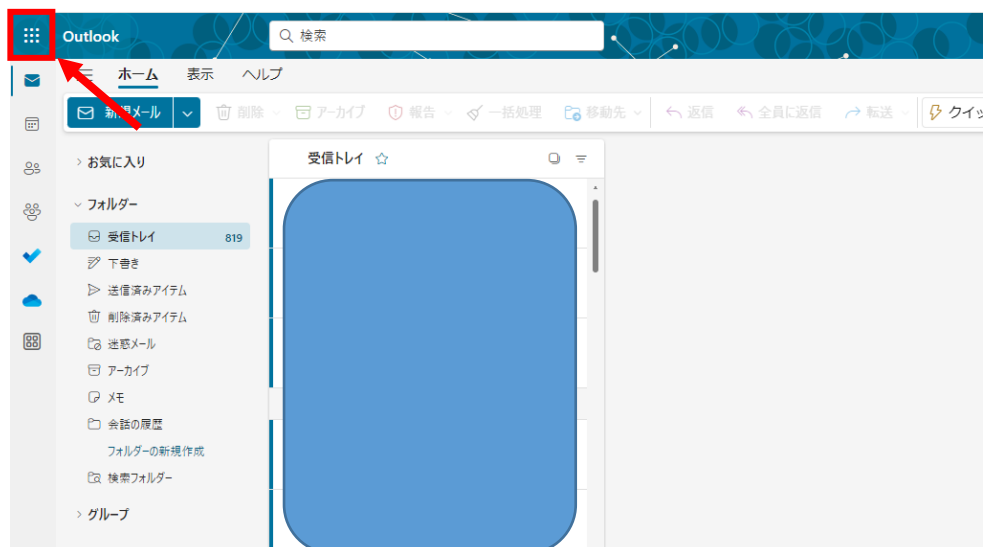 Outlook
検索
ホーム 表示 ヘルプ
新規メール 削除 アーカイブ 報告 一括処理 移動先 返信 全員に返信 転送 クイッ
お気に入り
受信トレイ
フォルダー
受信トレイ 819
下書き
送信済みアイテム
削除済みアイテム
迷惑メール
アーカイブ
メモ
会話の履歴
フォルダーの新規作成
検索フォルダー
グループ